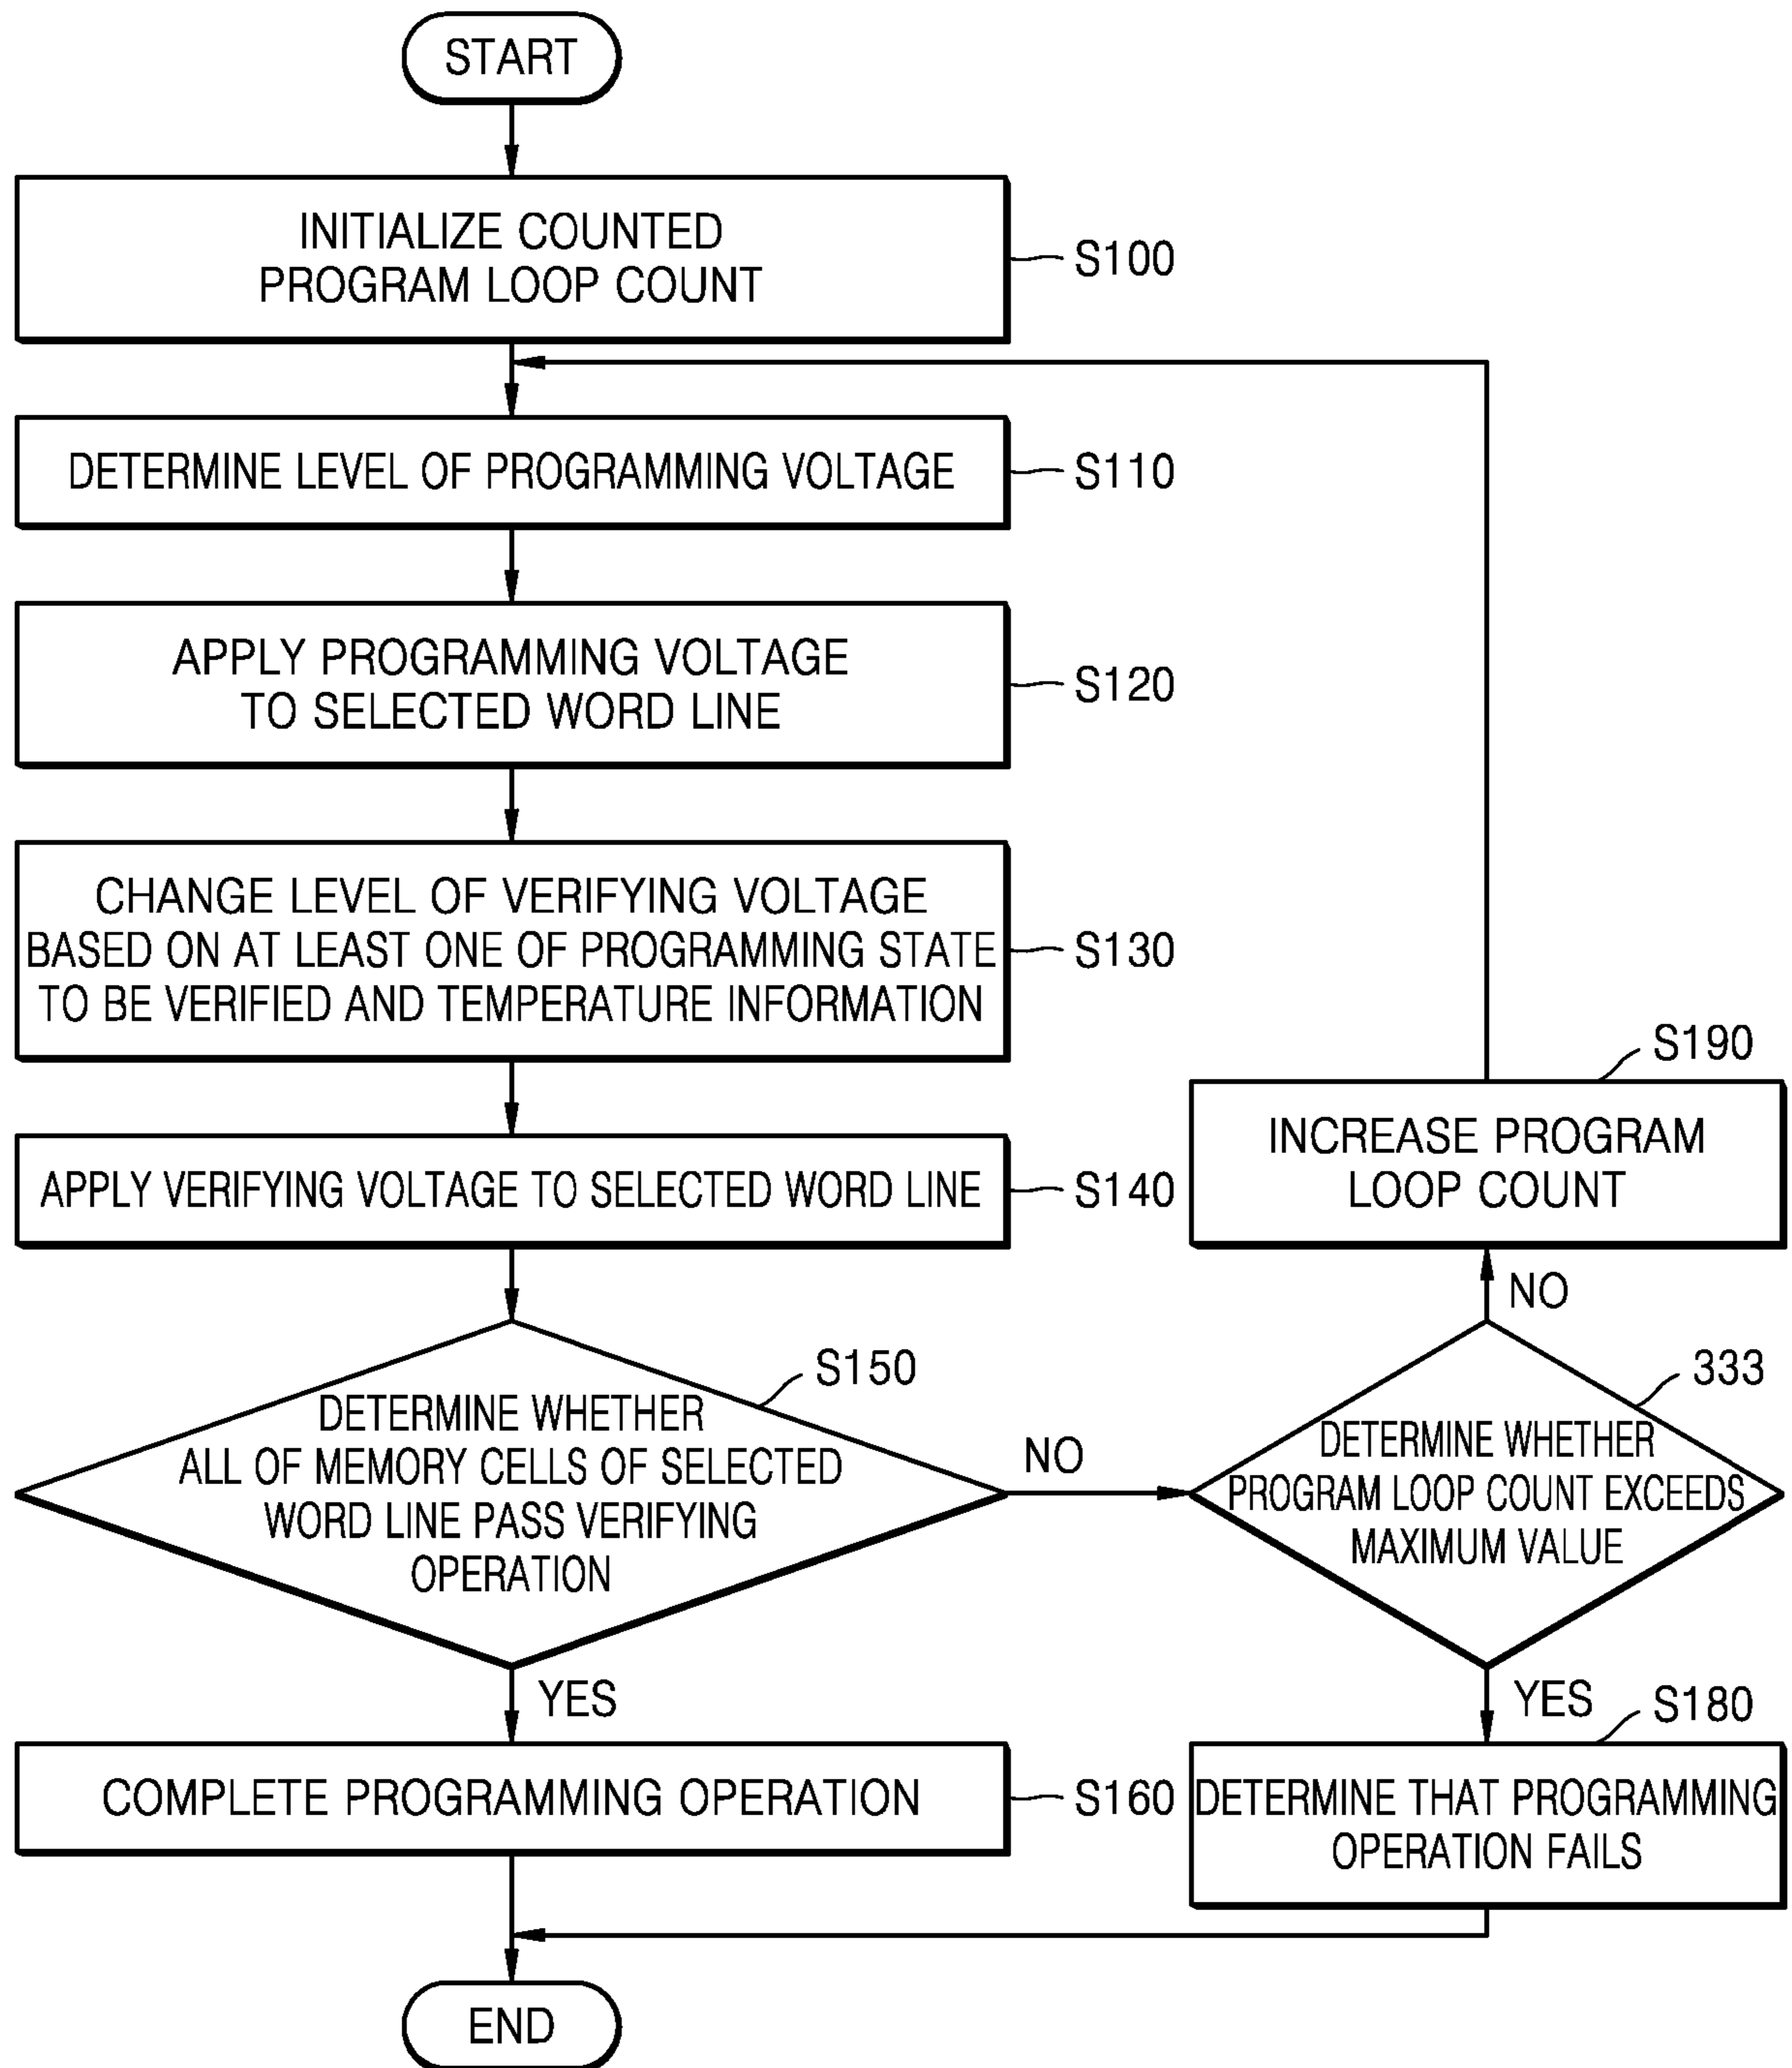 START
INITIALIZE COUNTED
PROGRAM LOOP COUNT
S100
DETERMINE LEVEL OF PROGRAMMING VOLTAGE
S110
APPLY PROGRAMMING VOLTAGE
TO SELECTED WORD LINE
S120
CHANGE LEVEL OF VERIFYING VOLTAGE
BASED ON AT LEAST ONE OF PROGRAMMING STATE
TO BE VERIFIED AND TEMPERATURE INFORMATION
S130
APPLY VERIFYING VOLTAGE TO SELECTED WORD LINE
S140
DETERMINE WHETHER
ALL OF MEMORY CELLS OF SELECTED
WORD LINE PASS VERIFYING
OPERATION
S150
NO
YES
COMPLETE PROGRAMMING OPERATION
S160
S190
INCREASE PROGRAM
LOOP COUNT
NO
333
DETERMINE WHETHER
PROGRAM LOOP COUNT EXCEEDS
MAXIMUM VALUE
YES
S180
DETERMINE THAT PROGRAMMING
OPERATION FAILS
END